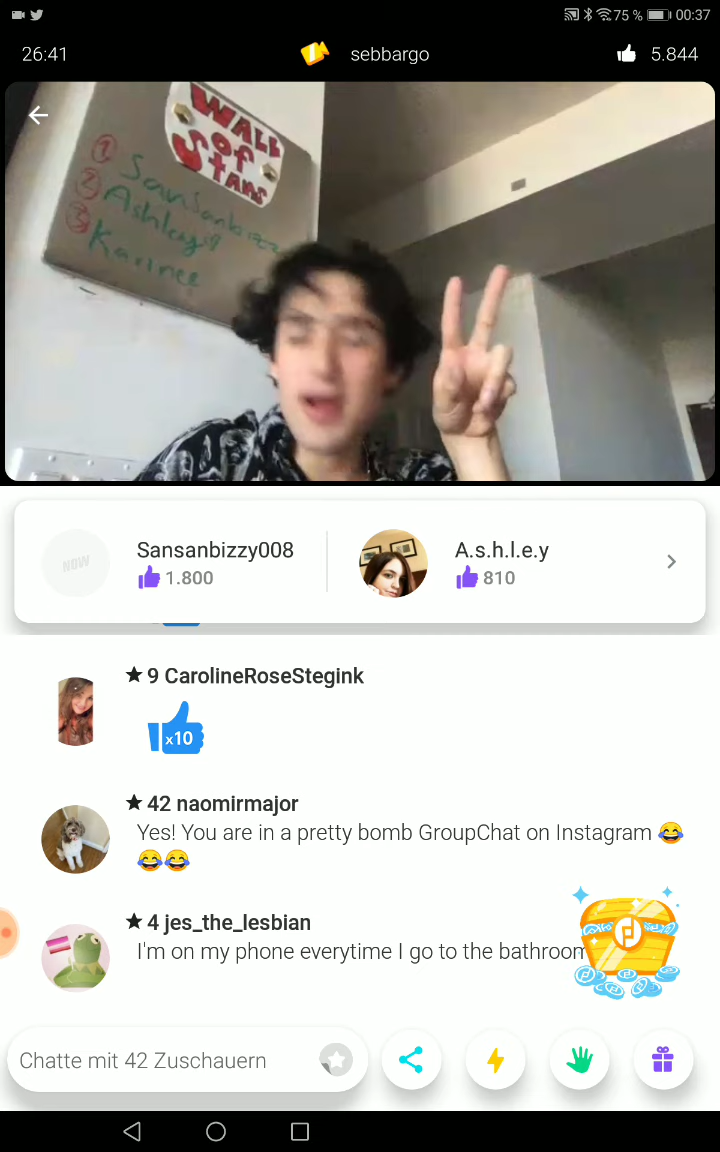 75 %
00:37
26:41
sebbargo
5.844
WALL
OF
STANS
1 Sansanbizz
2 Ashley
3 Karinee
NOW
Sansanbizzy008
1.800
A.s.h.l.e.y
810
★ 9 CarolineRoseStegink
x10
★ 42 naomirmajor
Yes! You are in a pretty bomb GroupChat on Instagram 😂
😂😂
★ 4 jes_the_lesbian
I'm on my phone everytime I go to the bathroom
Chatte mit 42 Zuschauern